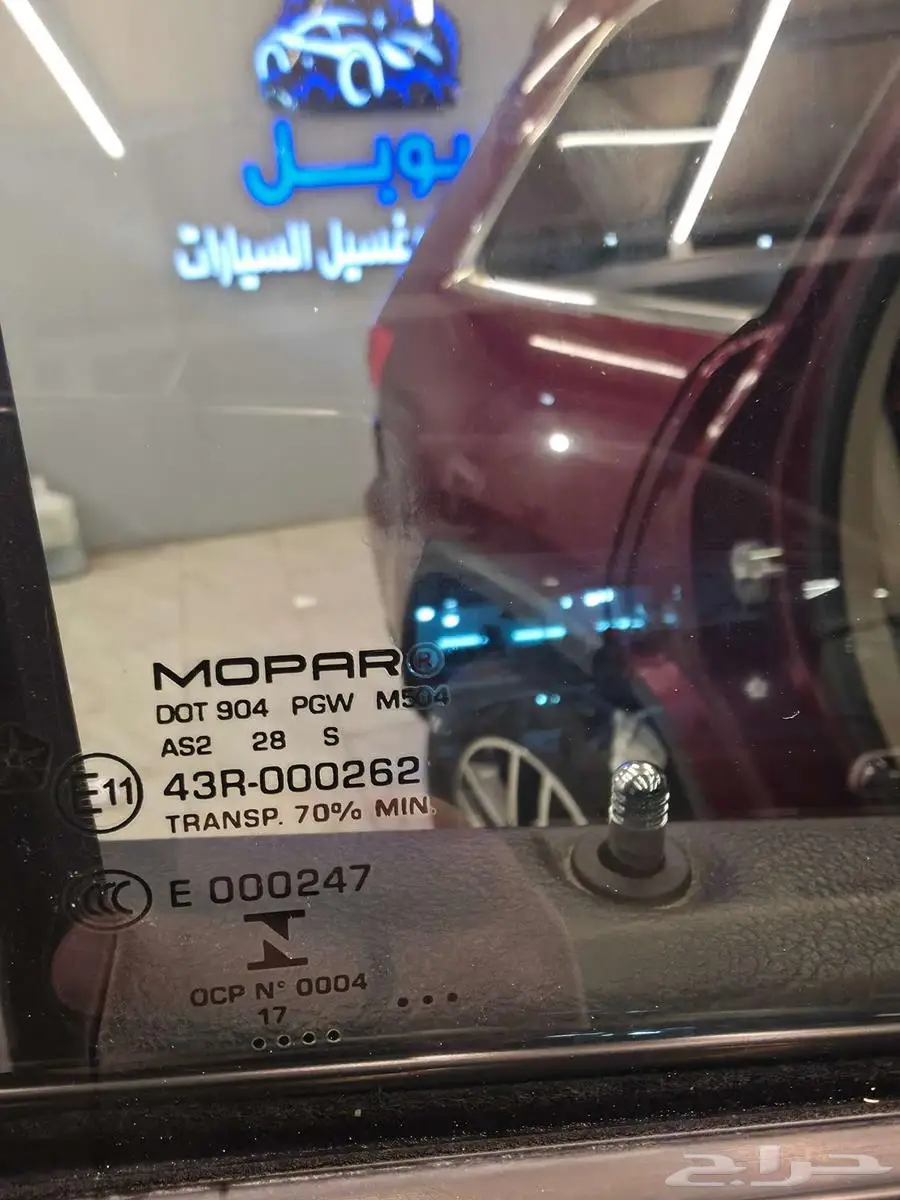 موبـــل
غسيل السيارات
MOPAR®
DOT 904 PGW M504
AS2 28 S
E11 43R-000262
TRANSP. 70% MIN.
CCC E 000247
OCP N° 0004
17
حراج